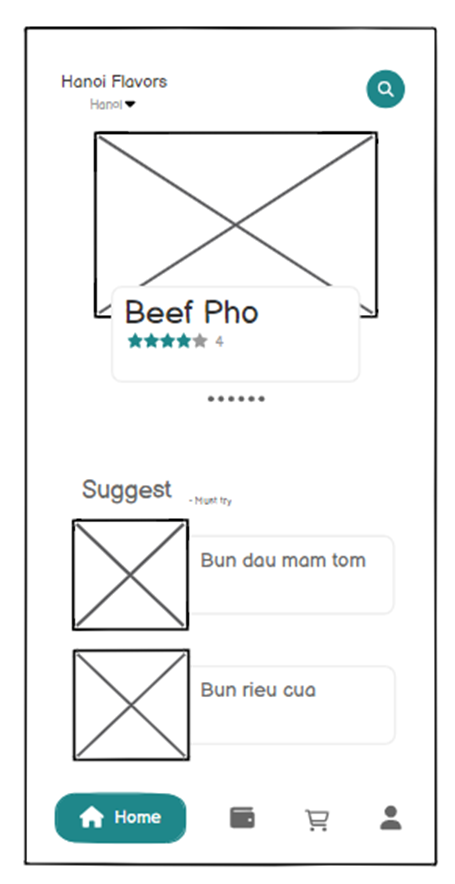 Hanoi Flavors
Hanoi
Beef Pho
4
Suggest
- Must try
Bun dau mam tom
Bun rieu cua
Home